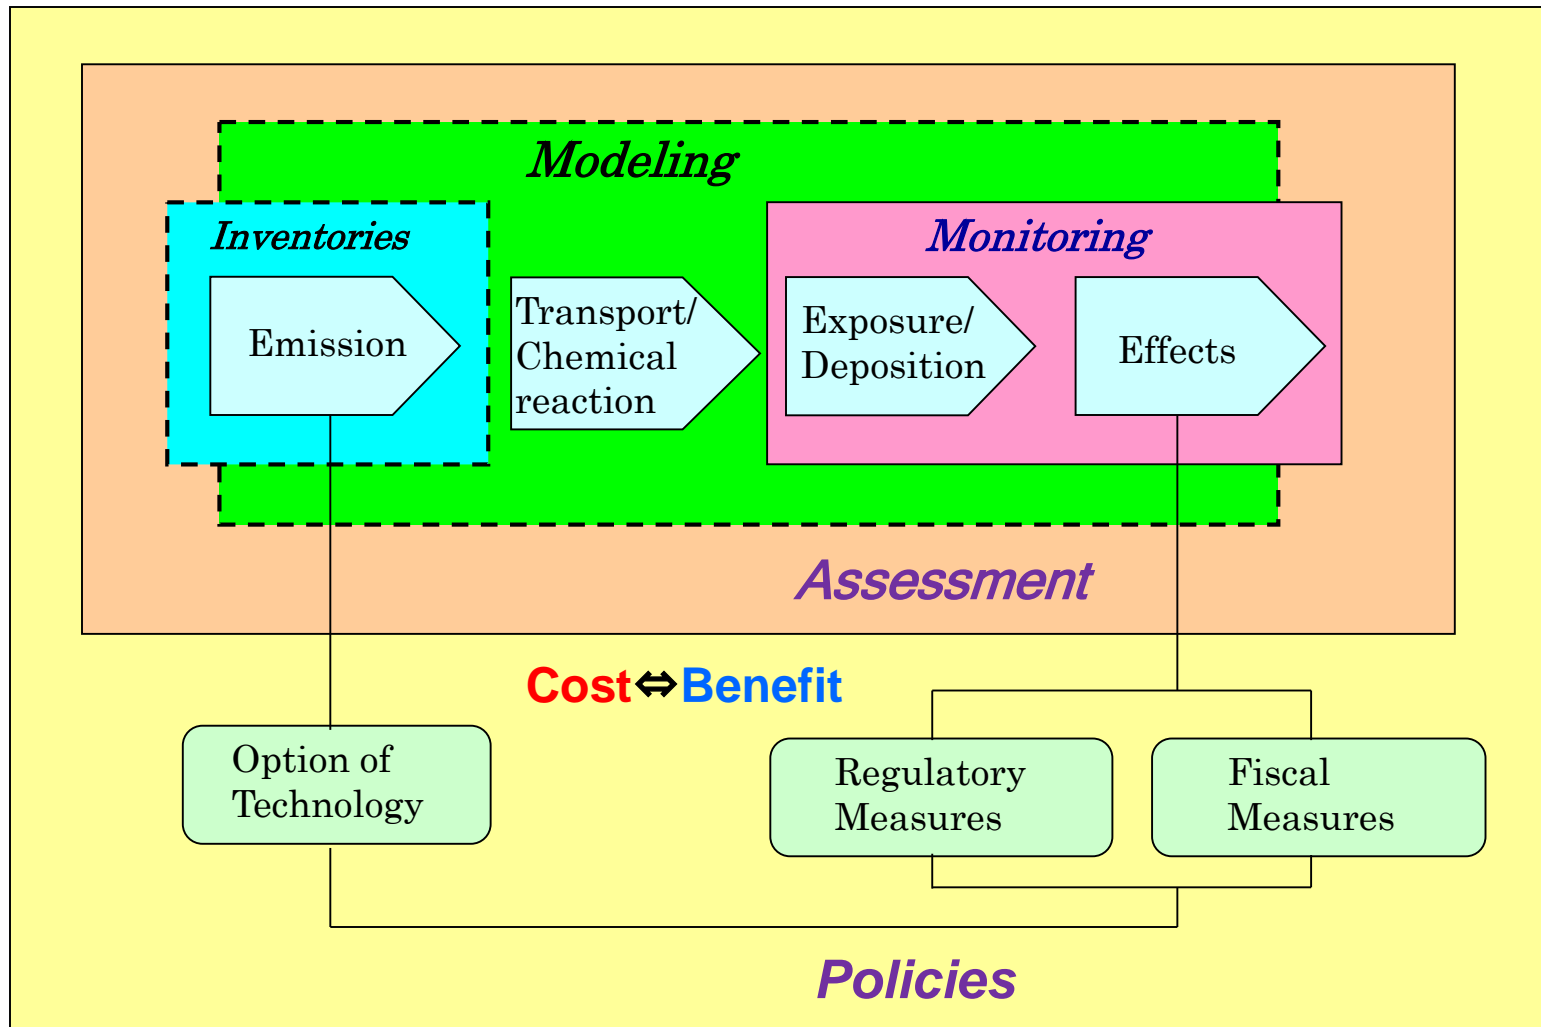 Modeling
Inventories
Monitoring
Emission
Transport/
Chemical
reaction
Exposure/
Deposition
Effects
Assessment
Cost⇔Benefit
Option of
Technology
Regulatory
Measures
Fiscal
Measures
Policies